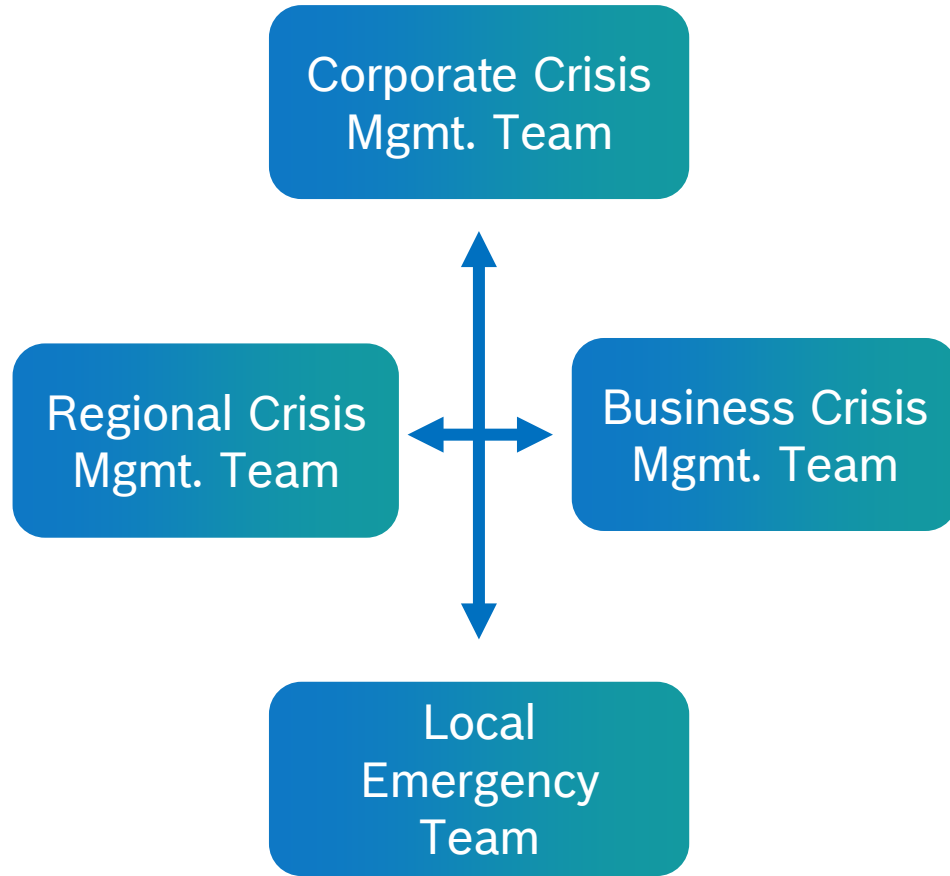 Corporate Crisis
Mgmt. Team
Regional Crisis
Mgmt. Team
Business Crisis
Mgmt. Team
Local
Emergency
Team